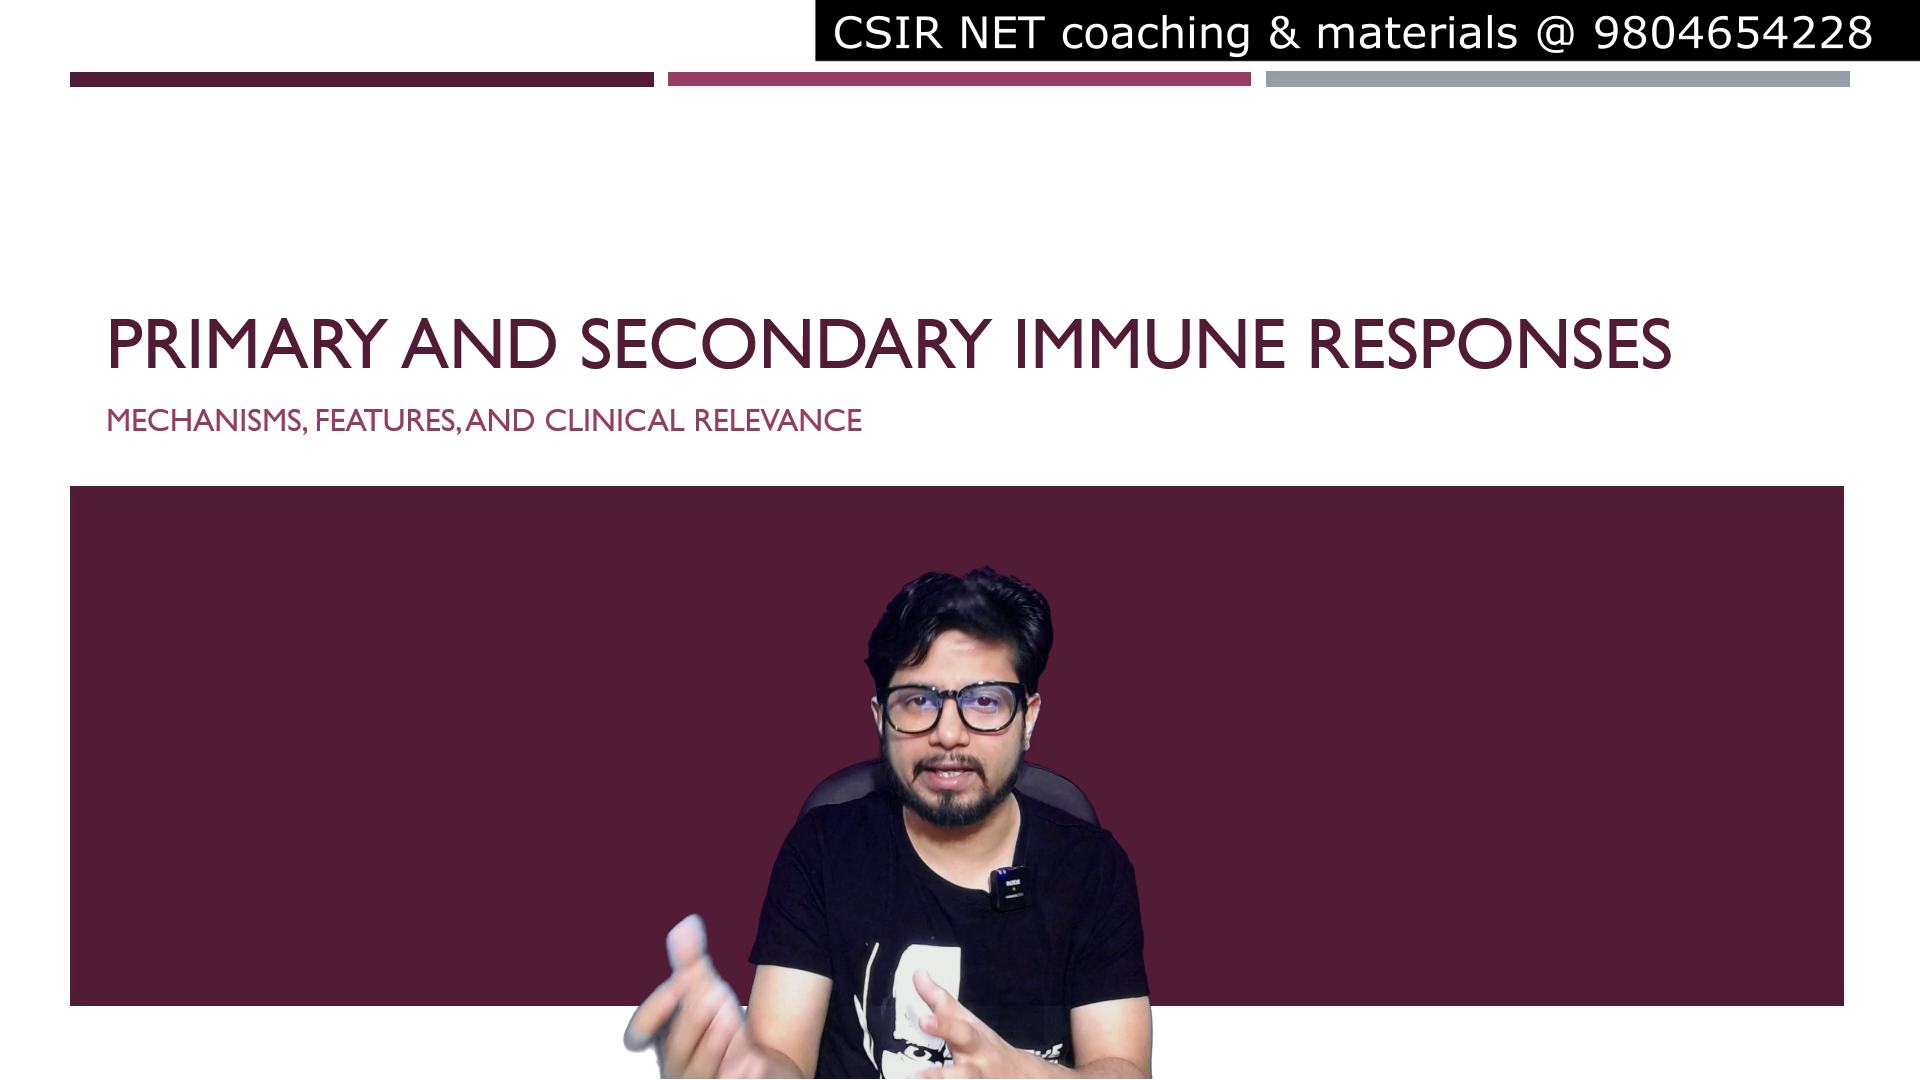 CSIR NET coaching & materials @ 9804654228
PRIMARY AND SECONDARY IMMUNE RESPONSES
MECHANISMS, FEATURES, AND CLINICAL RELEVANCE